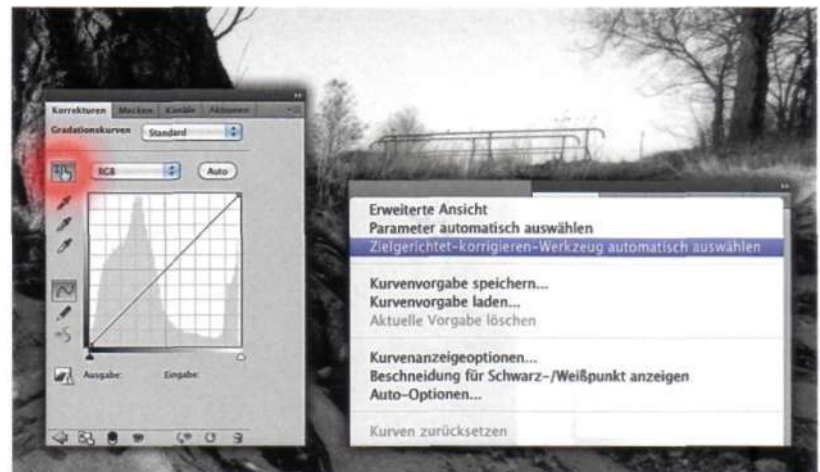 Korrekturen Masken Kanäle Aktionen
Gradationskurven Standard
RGB Auto
Ausgabe: Eingabe:
Erweiterte Ansicht
Parameter automatisch auswählen
Zielgerichtet-korrigieren-Werkzeug automatisch auswählen
Kurvenvorgabe speichern...
Kurvenvorgabe laden...
Aktuelle Vorgabe löschen
Kurvenanzeigeoptionen...
Beschneidung für Schwarz-/Weißpunkt anzeigen
Auto-Optionen...
Kurven zurücksetzen